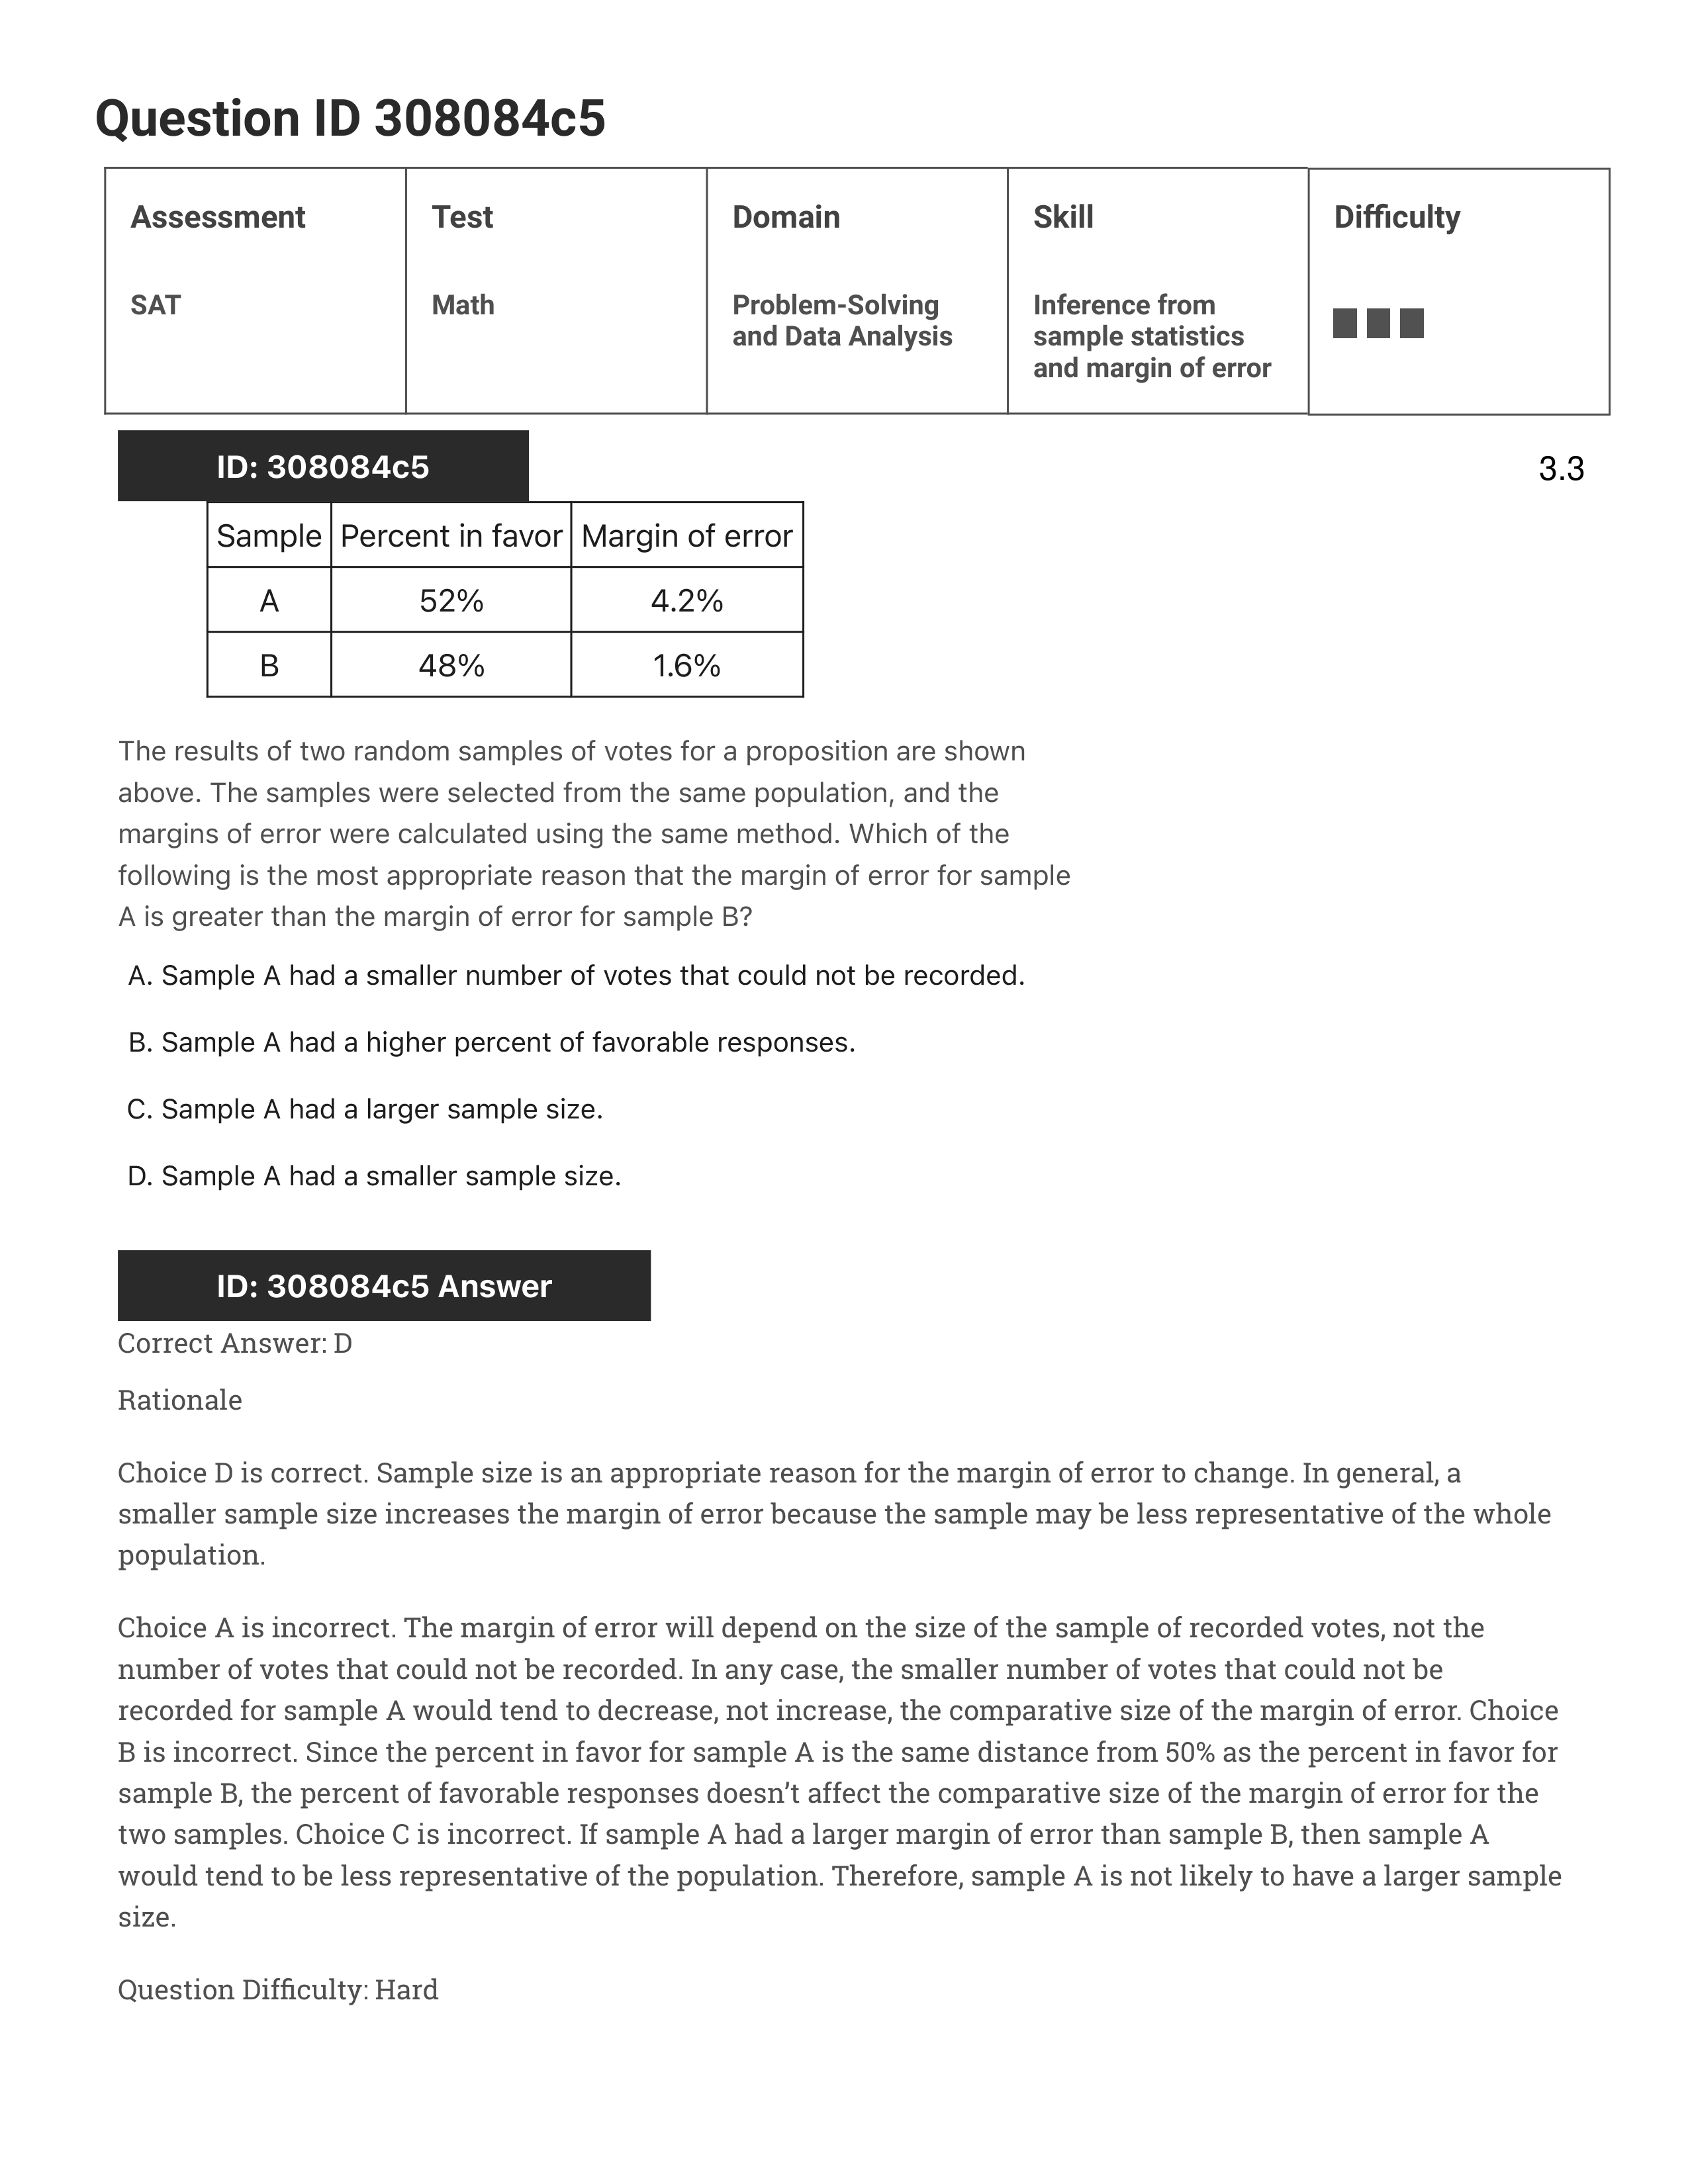 Question ID 308084c5
Assessment
Test
Domain
Skill
Difficulty
SAT
Math
Problem-Solving
and Data Analysis
Inference from
sample statistics
and margin of error
ID: 308084c5
3.3
Sample Percent in favor Margin of error
A 52% 4.2%
B 48% 1.6%
The results of two random samples of votes for a proposition are shown
above. The samples were selected from the same population, and the
margins of error were calculated using the same method. Which of the
following is the most appropriate reason that the margin of error for sample
A is greater than the margin of error for sample B?
A. Sample A had a smaller number of votes that could not be recorded.
B. Sample A had a higher percent of favorable responses.
C. Sample A had a larger sample size.
D. Sample A had a smaller sample size.
ID: 308084c5 Answer
Correct Answer: D
Rationale
Choice D is correct. Sample size is an appropriate reason for the margin of error to change. In general, a
smaller sample size increases the margin of error because the sample may be less representative of the whole
population.
Choice A is incorrect. The margin of error will depend on the size of the sample of recorded votes, not the
number of votes that could not be recorded. In any case, the smaller number of votes that could not be
recorded for sample A would tend to decrease, not increase, the comparative size of the margin of error. Choice
B is incorrect. Since the percent in favor for sample A is the same distance from 50% as the percent in favor for
sample B, the percent of favorable responses doesn’t affect the comparative size of the margin of error for the
two samples. Choice C is incorrect. If sample A had a larger margin of error than sample B, then sample A
would tend to be less representative of the population. Therefore, sample A is not likely to have a larger sample
size.
Question Difficulty: Hard